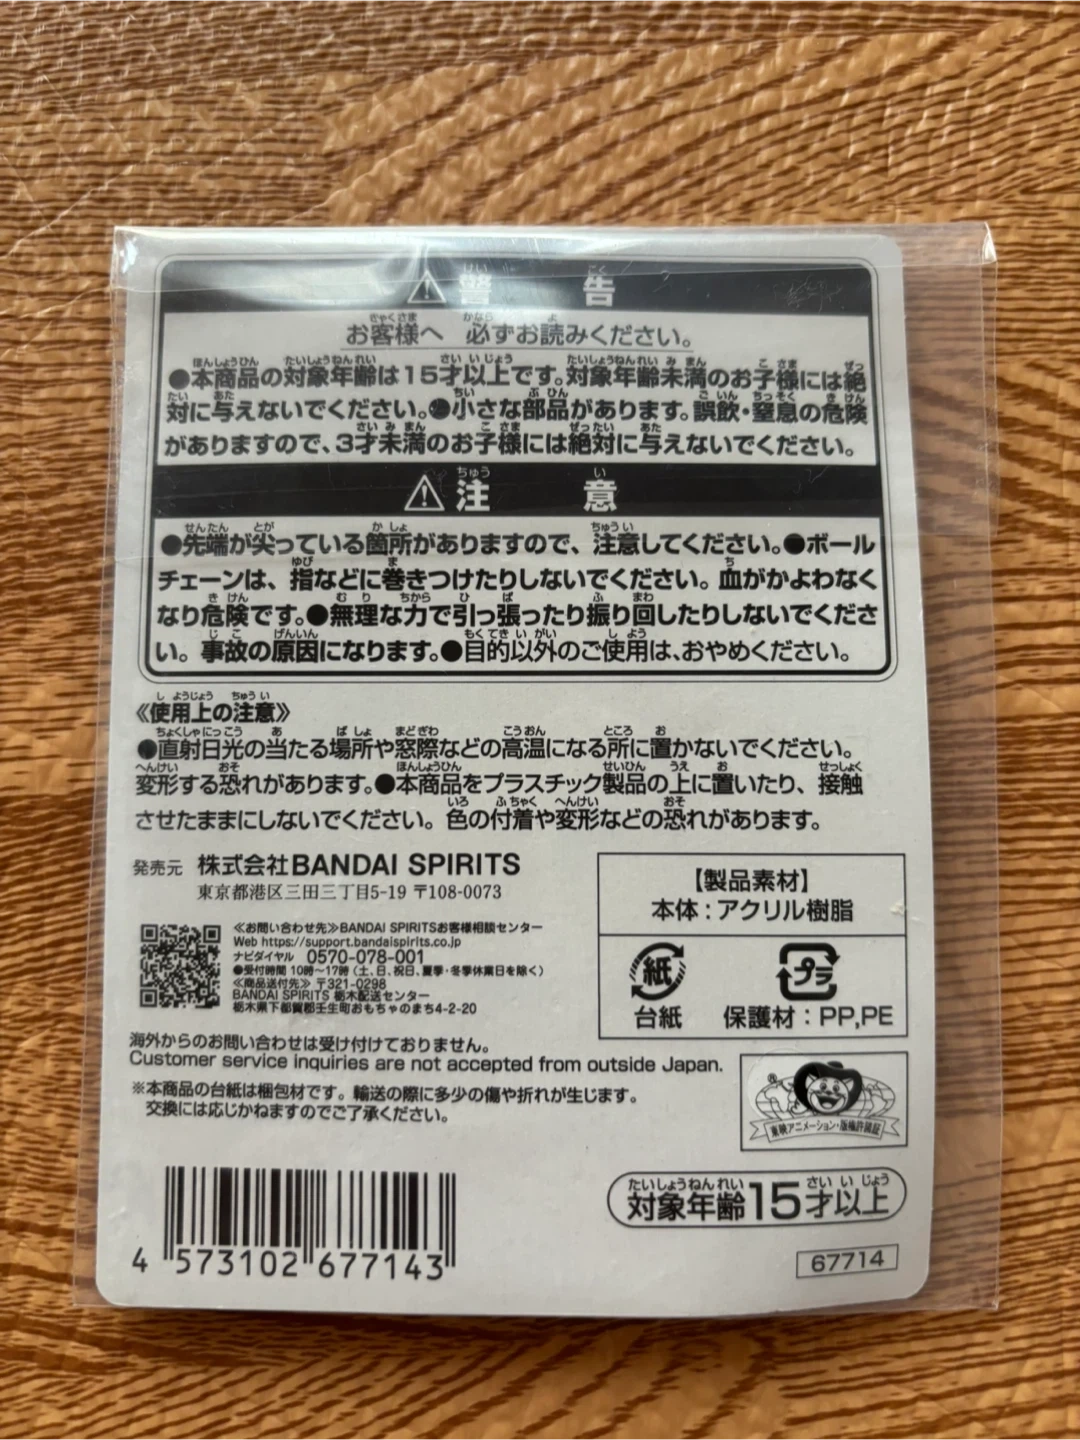 ⚠警告
お客様へ 必ずお読みください。
●本商品の対象年齢は15才以上です。対象年齢未満のお子様には絶
対に与えないでください。●小さな部品があります。誤飲・窒息の危険
がありますので、3才未満のお子様には絶対に与えないでください。
⚠注意
●先端が尖っている箇所がありますので、注意してください。●ボール
チェーンは、指などに巻きつけたりしないでください。血がかよわなく
なり危険です。●無理な力で引っ張ったり振り回したりしないでくださ
い。事故の原因になります。●目的以外のご使用は、おやめください。
《使用上の注意》
●直射日光の当たる場所や窓際などの高温になる所に置かないでください。
変形する恐れがあります。●本商品をプラスチック製品の上に置いたり、接触
させたままにしないでください。色の付着や変形などの恐れがあります。
発売元 株式会社BANDAI SPIRITS
東京都港区三田三丁目5-19 〒108-0073
≪お問い合わせ先≫BANDAI SPIRITSお客様相談センター
Web https://support.bandaispirits.co.jp
ナビダイヤル 0570-078-001
●受付時間 10時～17時（土、日、祝日、夏季・冬季休業日を除く）
≪商品送付先≫ 〒321-0298
BANDAI SPIRITS 栃木配送センター
栃木県下都賀郡壬生町おもちゃのまち4-2-20
【製品素材】
本体：アクリル樹脂
紙
台紙
プラ
保護材：PP,PE
海外からのお問い合わせは受け付けておりません。
Customer service inquiries are not accepted from outside Japan.
※本商品の台紙は梱包材です。輸送の際に多少の傷や折れが生じます。
交換には応じかねますのでご了承ください。
東映アニメーション・版権許諾証
対象年齢15才以上
4 573102 677143
67714